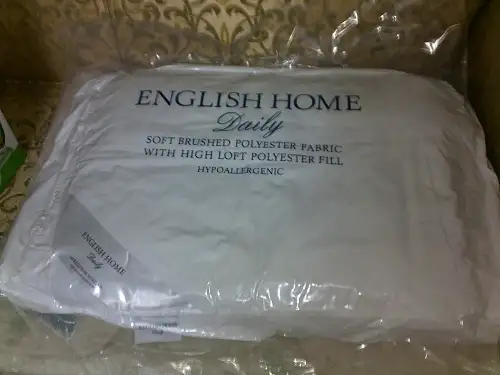 ENGLISH HOME
Daily
SOFT BRUSHED POLYESTER FABRIC
WITH HIGH LOFT POLYESTER FILL
HYPOALLERGENIC
ENGLISH HOME
Daily